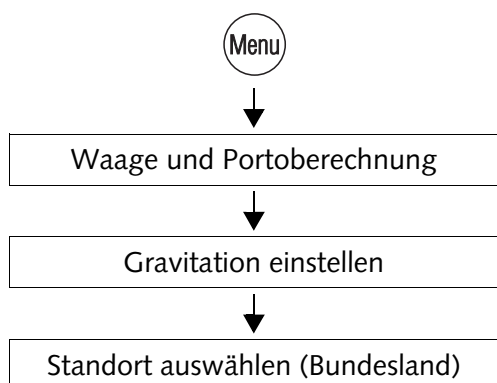 Menu
Waage und Portoberechnung
Gravitation einstellen
Standort auswählen (Bundesland)